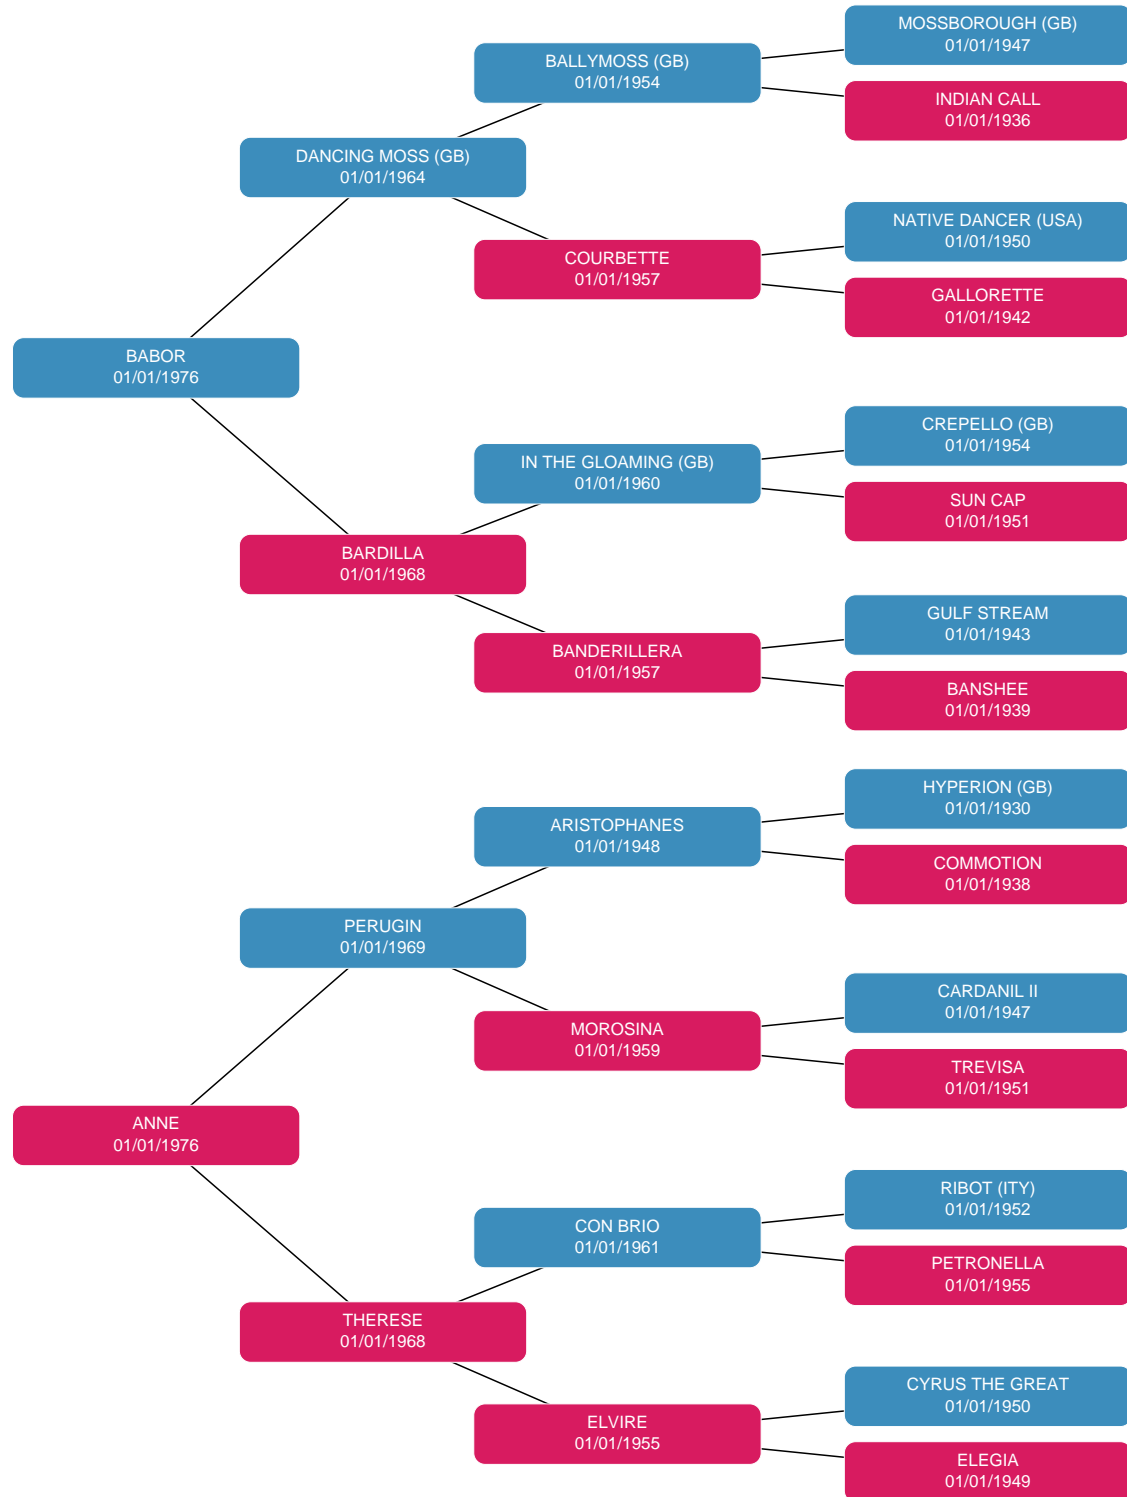 MOSSBOROUGH (GB)
01/01/1947
BALLYMOSS (GB)
01/01/1954
INDIAN CALL
01/01/1936
DANCING MOSS (GB)
01/01/1964
NATIVE DANCER (USA)
01/01/1950
COURBETTE
01/01/1957
GALLORETTE
01/01/1942
BABOR
01/01/1976
CREPELLO (GB)
01/01/1954
IN THE GLOAMING (GB)
01/01/1960
SUN CAP
01/01/1951
BARDILLA
01/01/1968
GULF STREAM
01/01/1943
BANDERILLERA
01/01/1957
BANSHEE
01/01/1939
HYPERION (GB)
01/01/1930
ARISTOPHANES
01/01/1948
COMMOTION
01/01/1938
PERUGIN
01/01/1969
CARDANIL II
01/01/1947
MOROSINA
01/01/1959
TREVISA
01/01/1951
ANNE
01/01/1976
RIBOT (ITY)
01/01/1952
CON BRIO
01/01/1961
PETRONELLA
01/01/1955
THERESE
01/01/1968
CYRUS THE GREAT
01/01/1950
ELVIRE
01/01/1955
ELEGIA
01/01/1949